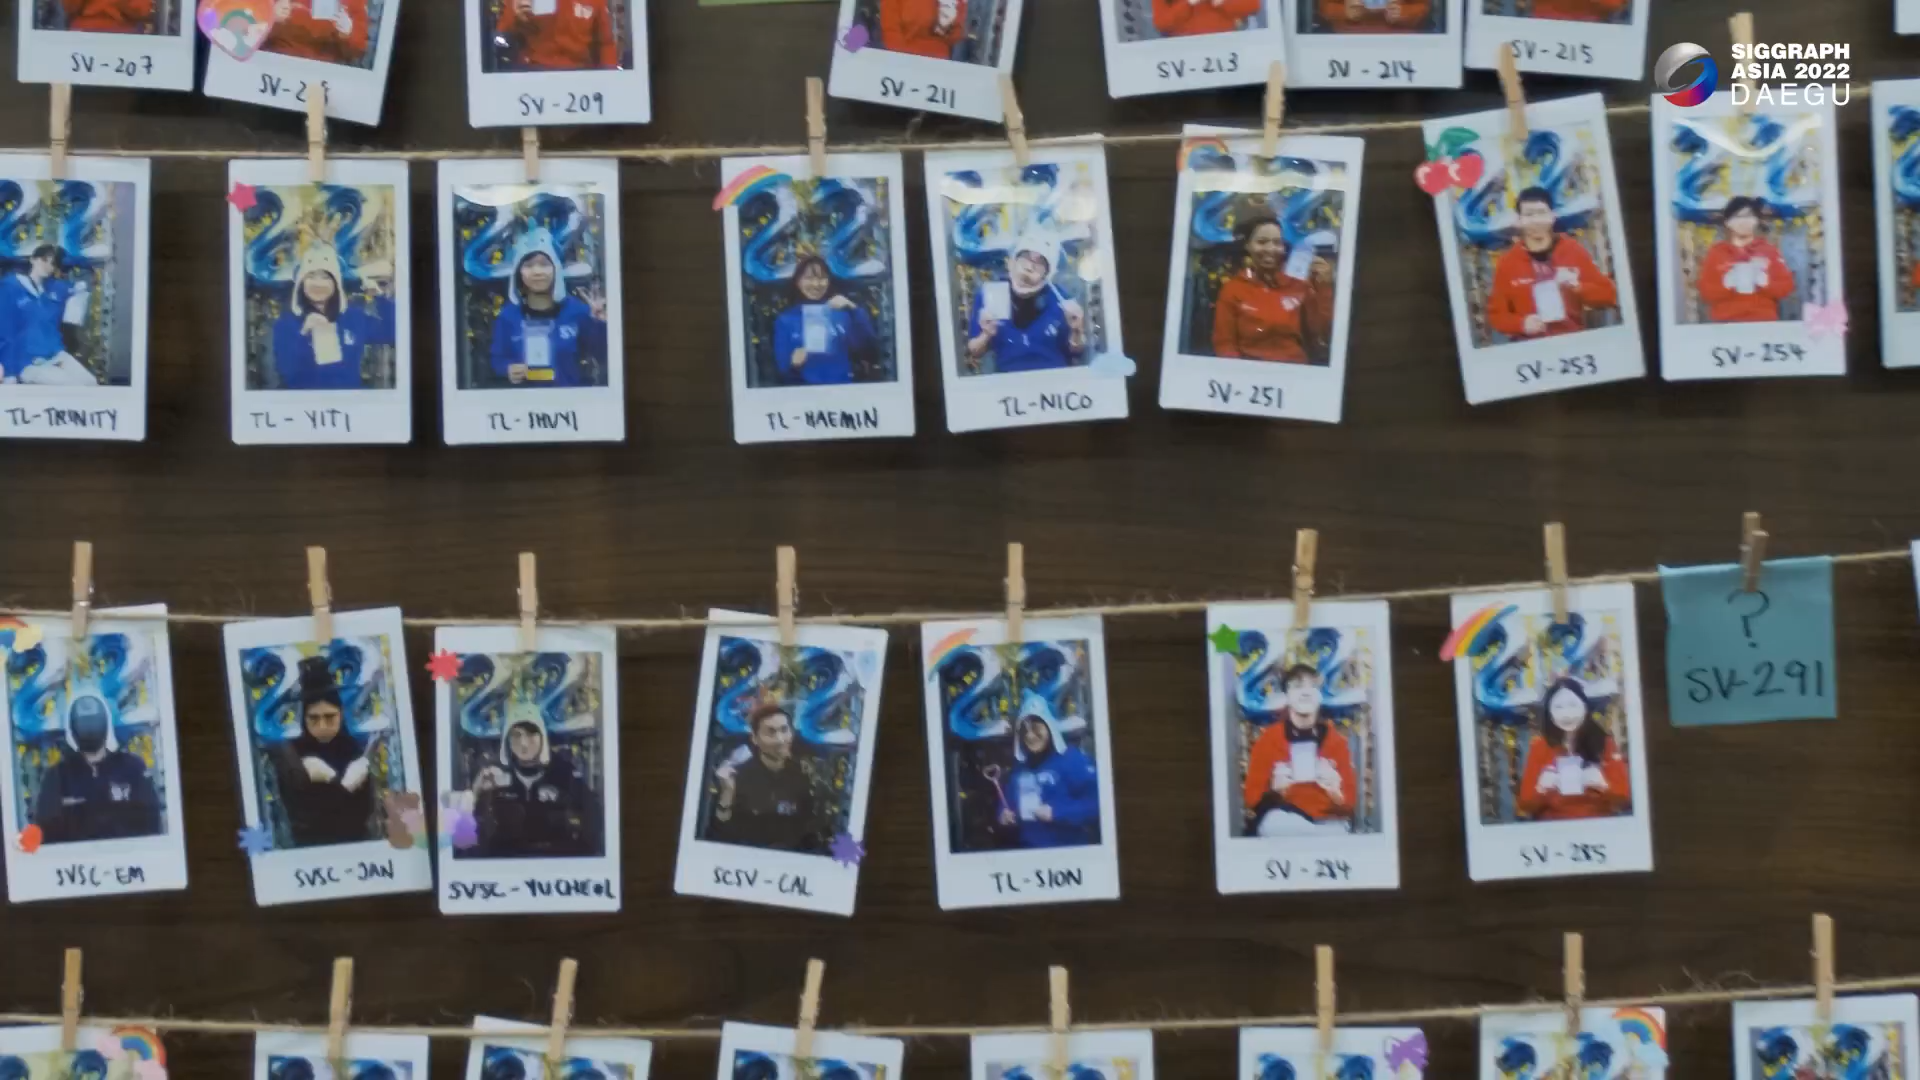 SIGGRAPH
ASIA 2022
DAEGU
SV-207
SV-209
SV-211
SV-213
SV-214
SV-215
TL-TRINITY
TL-YITI
TL-SHUYI
TL-HAEMIN
TL-NICO
SV-251
SV-253
SV-254
SVSC-EM
SVSC-JAN
SVSC-YUCHEOL
SCSV-CAL
TL-SION
SV-284
SV-285
?
SV-291